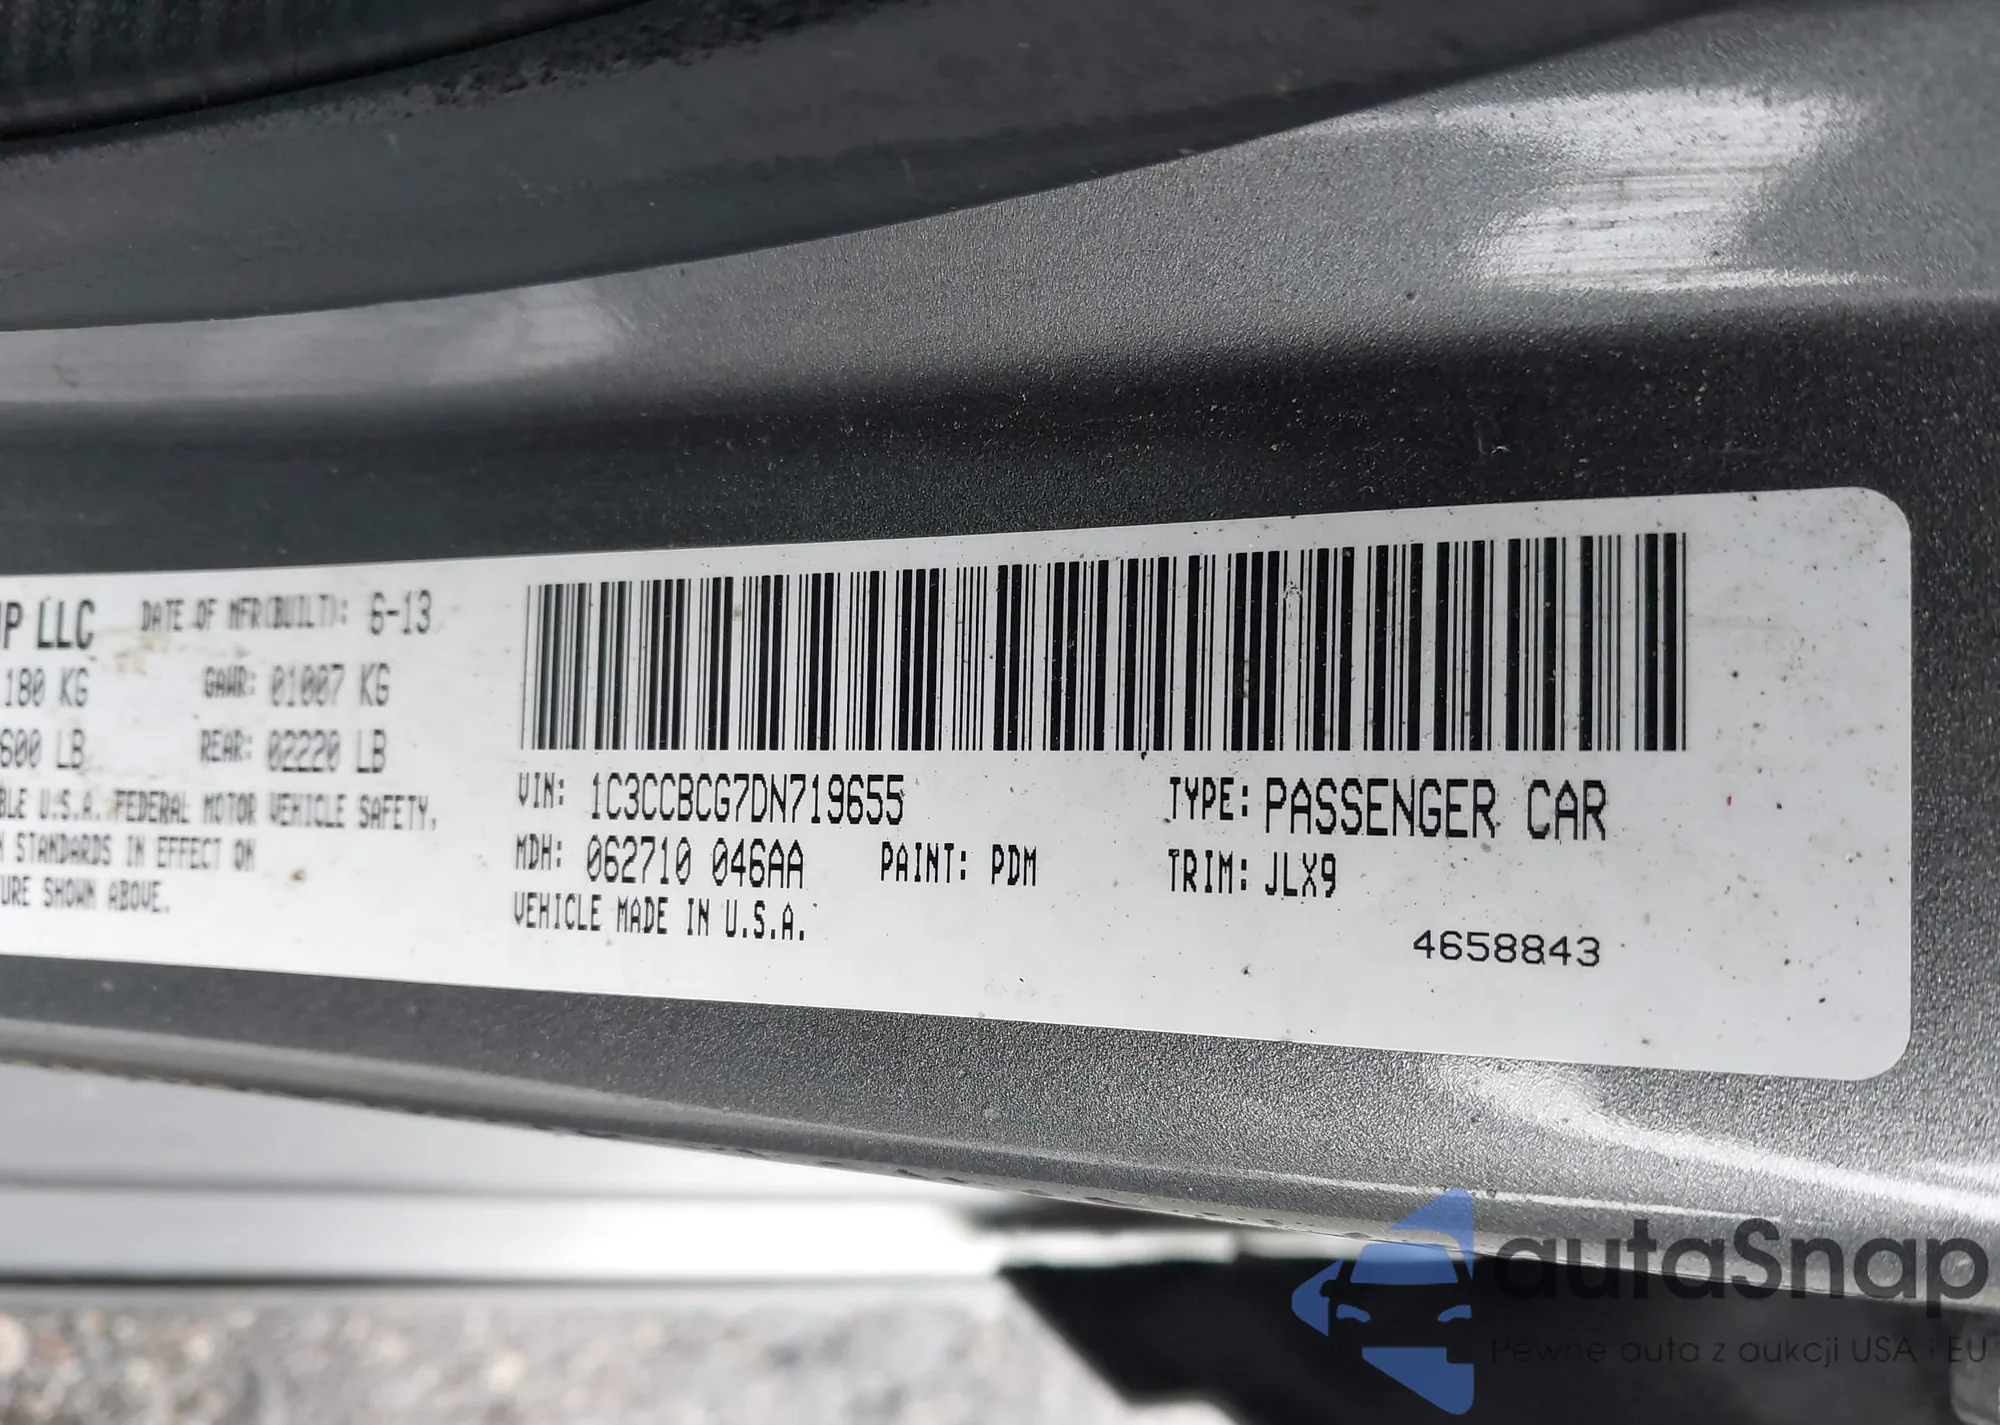 UP LLC DATE OF MFR(BUILT): 6-13
180 KG GAWR: 01007 KG
600 LB REAR: 02220 LB
BLE U.S.A. FEDERAL MOTOR VEHICLE SAFETY,
N STANDARDS IN EFFECT ON
URE SHOWN ABOVE.
VIN: 1C3CCBCG7DN719655 TYPE: PASSENGER CAR
MDH: 062710 046AA PAINT: PDM TRIM: JLX9
VEHICLE MADE IN U.S.A.
4658843
autaSnap
Pewne auta z aukcji USA i EU